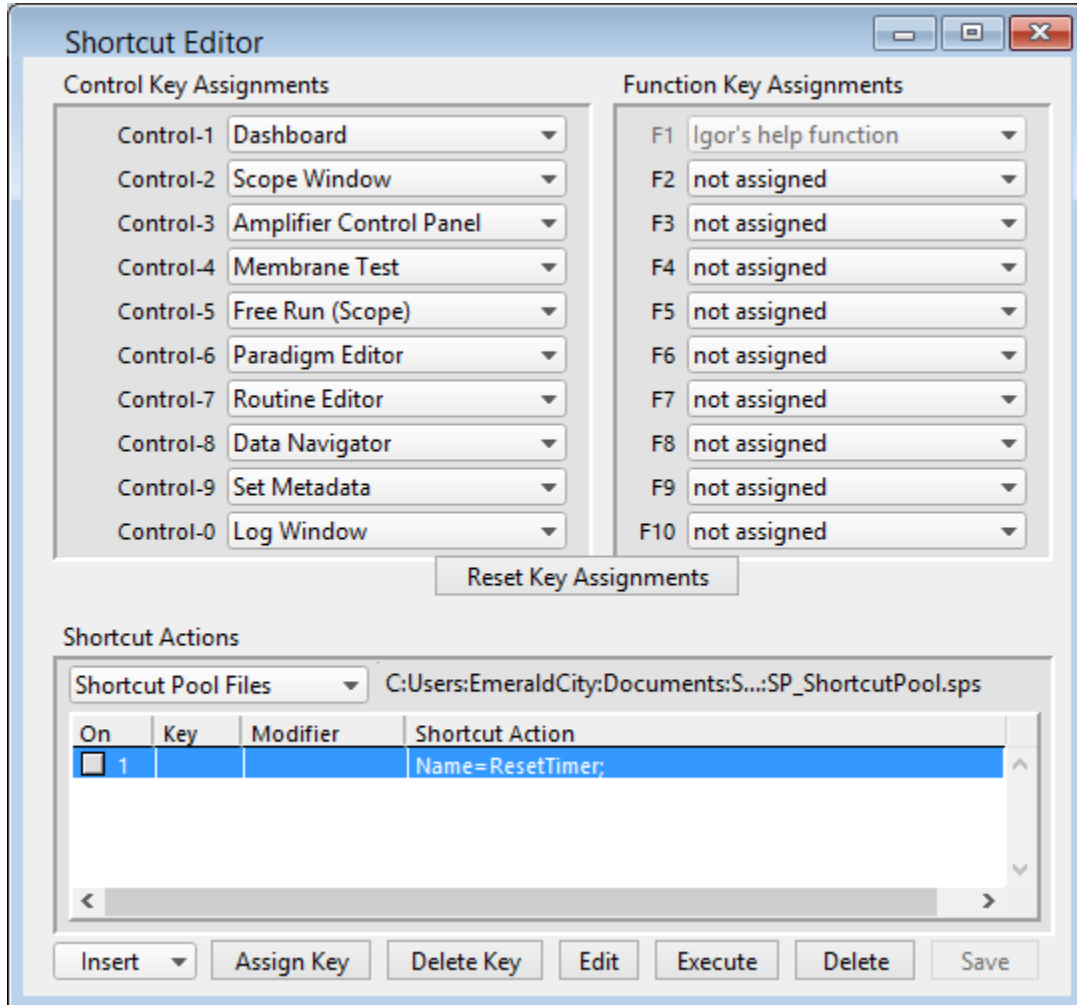 Shortcut Editor
Control Key Assignments
Control-1 Dashboard
Control-2 Scope Window
Control-3 Amplifier Control Panel
Control-4 Membrane Test
Control-5 Free Run (Scope)
Control-6 Paradigm Editor
Control-7 Routine Editor
Control-8 Data Navigator
Control-9 Set Metadata
Control-0 Log Window
Function Key Assignments
F1 Igor's help function
F2 not assigned
F3 not assigned
F4 not assigned
F5 not assigned
F6 not assigned
F7 not assigned
F8 not assigned
F9 not assigned
F10 not assigned
Reset Key Assignments
Shortcut Actions
Shortcut Pool Files C:Users:EmeraldCity:Documents:S...:SP_ShortcutPool.sps
On Key Modifier Shortcut Action
1 Name=ResetTimer;
Insert Assign Key Delete Key Edit Execute Delete Save